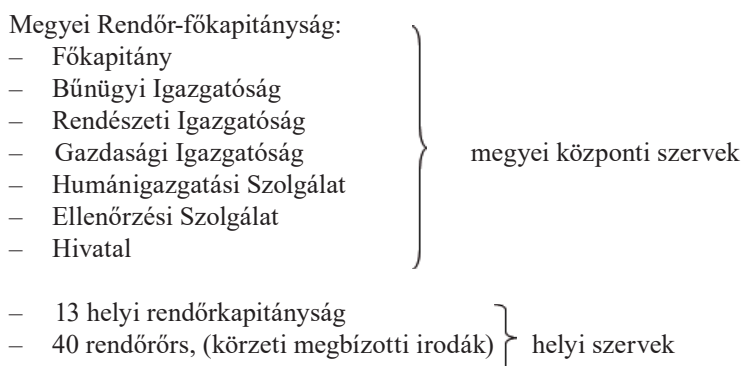 Megyei Rendőr-főkapitányság:
– Főkapitány
– Bűnügyi Igazgatóság
– Rendészeti Igazgatóság
– Gazdasági Igazgatóság
– Humánigazgatási Szolgálat
– Ellenőrzési Szolgálat
– Hivatal
megyei központi szervek
– 13 helyi rendőrkapitányság
– 40 rendőrőrs, (körzeti megbízotti irodák)
helyi szervek